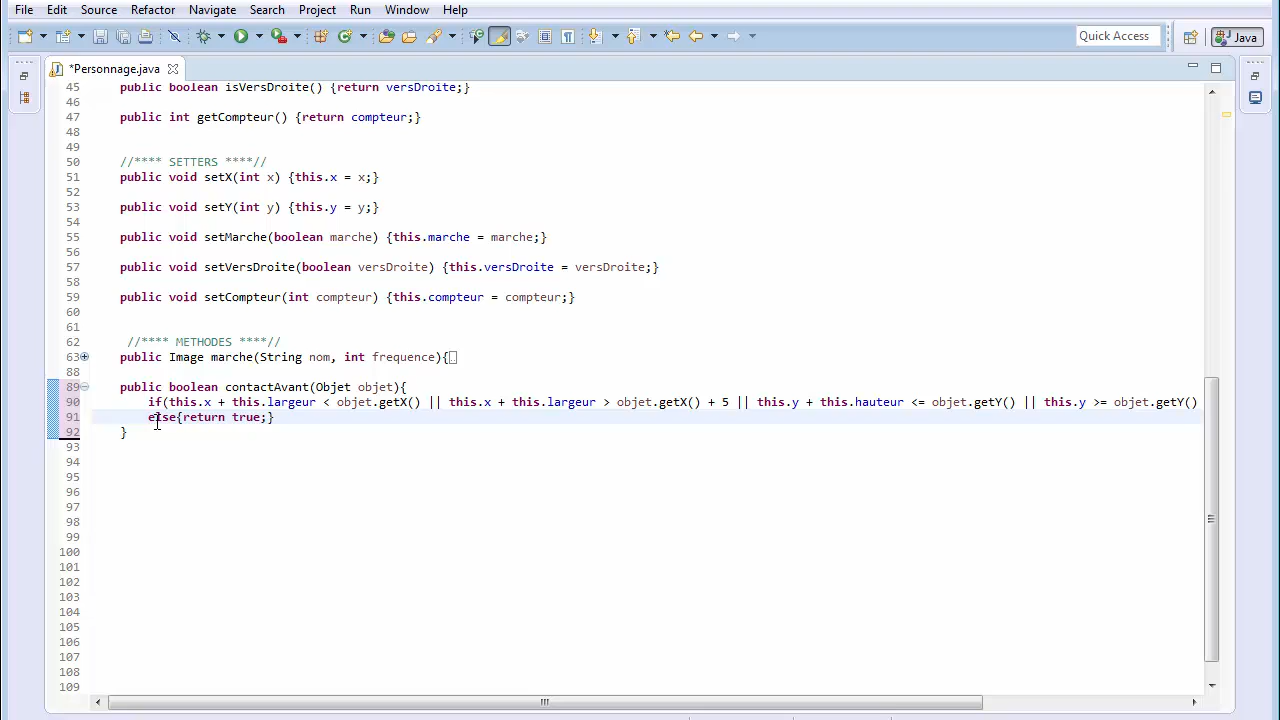 File Edit Source Refactor Navigate Search Project Run Window Help
Quick Access Java
*Personnage.java
45 public boolean isVersDroite() {return versDroite;}
46
47 public int getCompteur() {return compteur;}
48
49
50 //**** SETTERS ****//
51 public void setX(int x) {this.x = x;}
52
53 public void setY(int y) {this.y = y;}
54
55 public void setMarche(boolean marche) {this.marche = marche;}
56
57 public void setVersDroite(boolean versDroite) {this.versDroite = versDroite;}
58
59 public void setCompteur(int compteur) {this.compteur = compteur;}
60
61
62 //**** METHODES ****//
63 public Image marche(String nom, int frequence){
88
89 public boolean contactAvant(Objet objet){
90 if(this.x + this.largeur < objet.getX() || this.x + this.largeur > objet.getX() + 5 || this.y + this.hauteur <= objet.getY() || this.y >= objet.getY()
91 else{return true;}
92 }
93
94
95
96
97
98
99
100
101
102
103
104
105
106
107
108
109